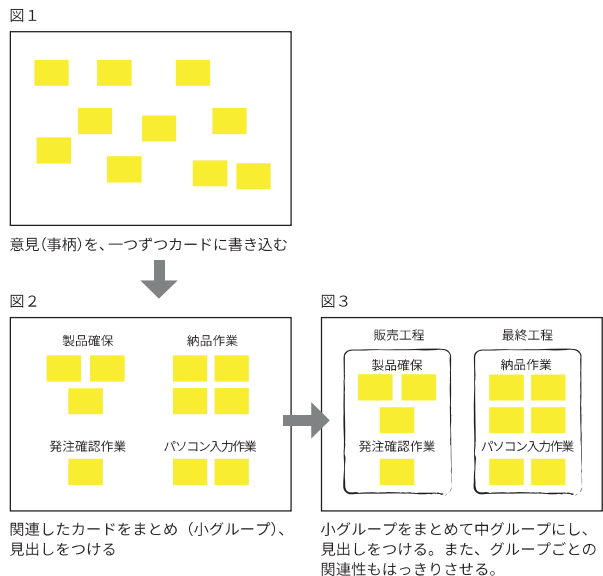 図１
意見（事柄）を、一つずつカードに書き込む
図２
製品確保
納品作業
発注確認作業
パソコン入力作業
関連したカードをまとめ（小グループ）、
見出しをつける
図３
販売工程
最終工程
製品確保
納品作業
発注確認作業
パソコン入力作業
小グループをまとめて中グループにし、
見出しをつける。また、グループごとの
関連性もはっきりさせる。